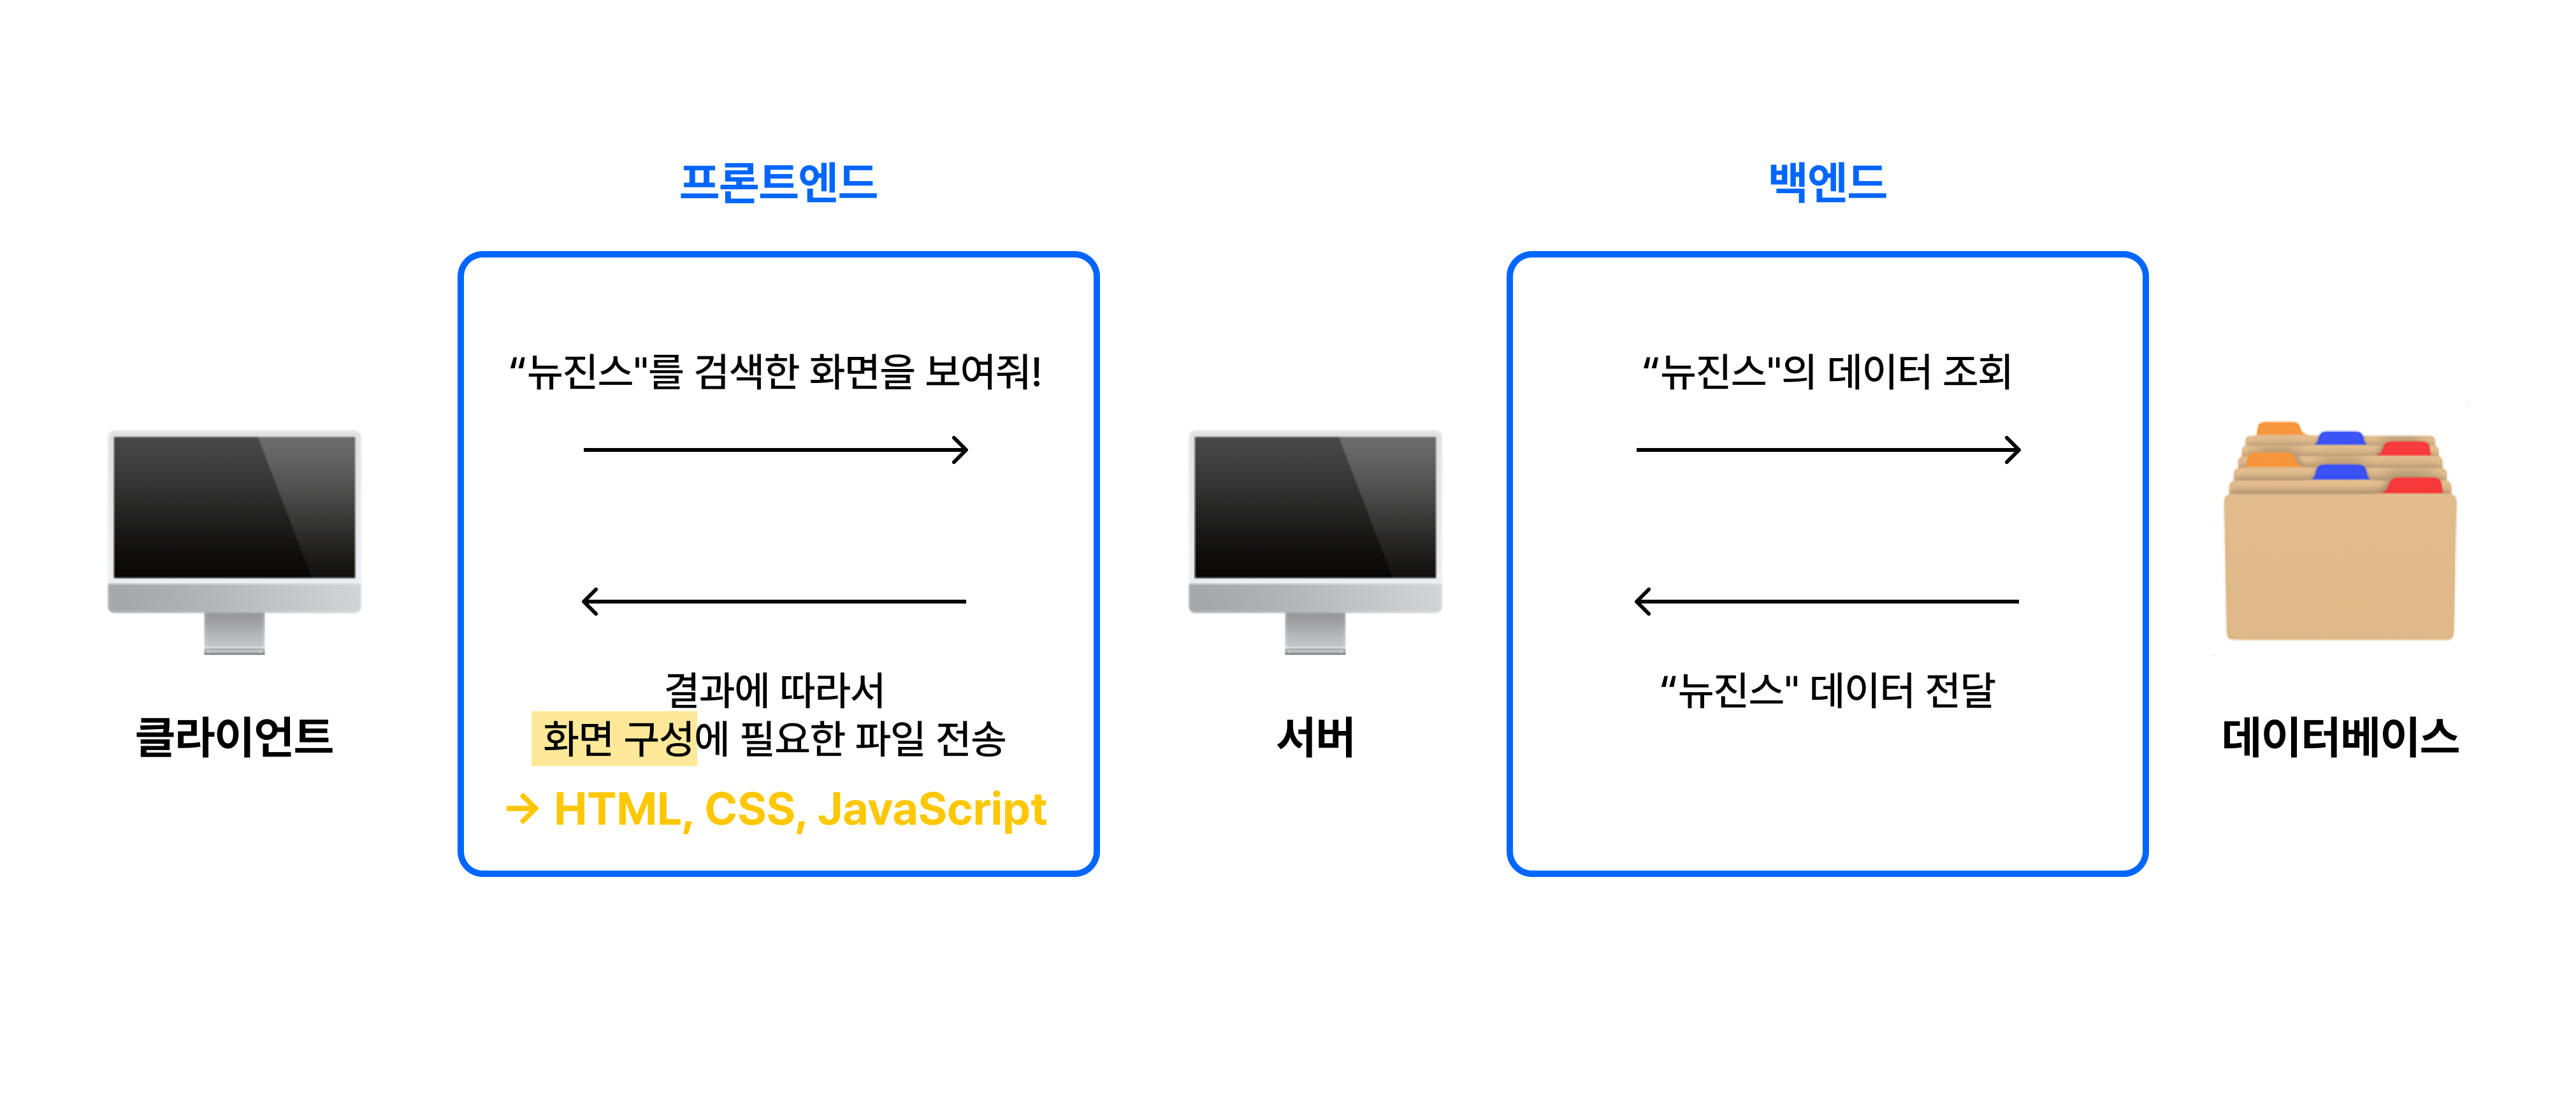 프론트엔드
백엔드
“뉴진스"를 검색한 화면을 보여줘!
“뉴진스"의 데이터 조회
결과에 따라서
화면 구성에 필요한 파일 전송
→ HTML, CSS, JavaScript
“뉴진스" 데이터 전달
클라이언트
서버
데이터베이스